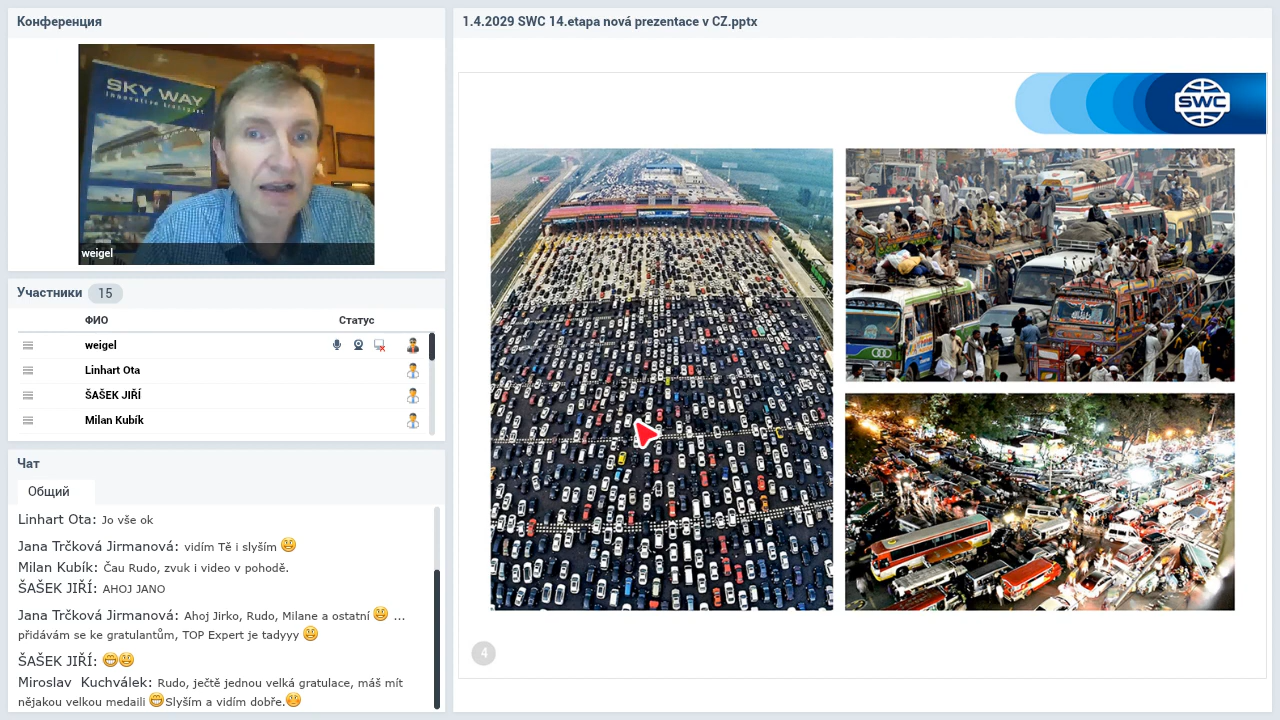 Конференция
SKY WAY
innovative transport
weigel
Участники 15
ФИО Статус
weigel
Linhart Ota
ŠAŠEK JIŘÍ
Milan Kubík
Чат
Общий
Linhart Ota: Jo vše ok
Jana Trčková Jirmanová: vidím Tě i slyším
Milan Kubík: Čau Rudo, zvuk i video v pohodě.
ŠAŠEK JIŘÍ: AHOJ JANO
Jana Trčková Jirmanová: Ahoj Jirko, Rudo, Milane a ostatní ...
přidávám se ke gratulantům, TOP Expert je tadyyy
ŠAŠEK JIŘÍ:
Miroslav Kuchválek: Rudo, ječtě jednou velká gratulace, máš mít
nějakou velkou medaili Slyším a vidím dobře.
1.4.2029 SWC 14.etapa nová prezentace v CZ.pptx
SWC
4